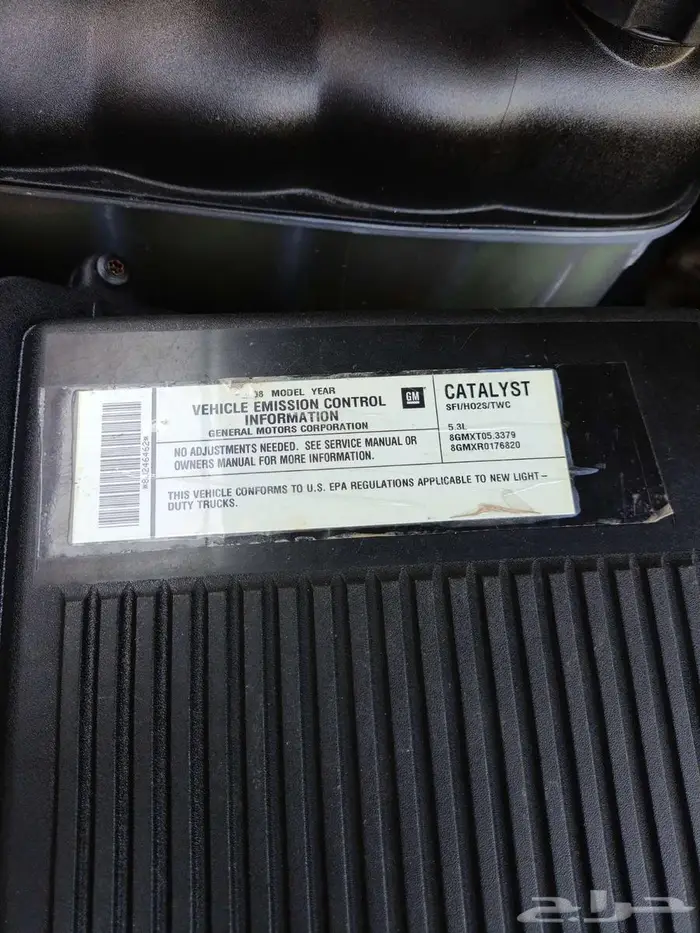 08 MODEL YEAR
VEHICLE EMISSION CONTROL
INFORMATION
GENERAL MOTORS CORPORATION
GM
NO ADJUSTMENTS NEEDED. SEE SERVICE MANUAL OR
OWNERS MANUAL FOR MORE INFORMATION.
CATALYST
SFI/HO2S/TWC
5.3L
8GMXT05.3379
8GMXR0176820
THIS VEHICLE CONFORMS TO U.S. EPA REGULATIONS APPLICABLE TO NEW LIGHT-
DUTY TRUCKS.
حراج